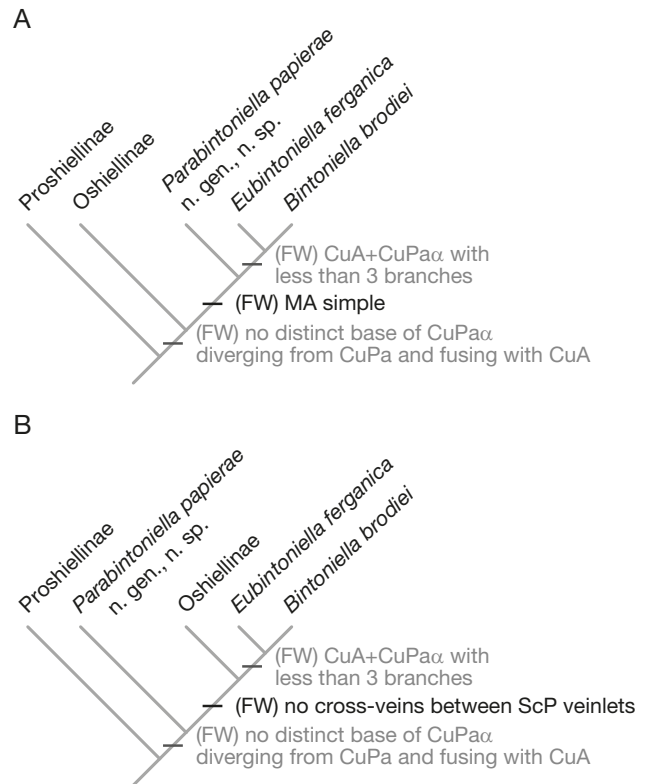 A
Proshiellinae
Oshiellinae
Parabintoniella papierae
n. gen., n. sp.
Eubintoniella ferganica
Bintoniella brodiei
(FW) CuA+CuPaα with
less than 3 branches
(FW) MA simple
(FW) no distinct base of CuPaα
diverging from CuPa and fusing with CuA
B
Proshiellinae
Parabintoniella papierae
n. gen., n. sp.
Oshiellinae
Eubintoniella ferganica
Bintoniella brodiei
(FW) CuA+CuPaα with
less than 3 branches
(FW) no cross-veins between ScP veinlets
(FW) no distinct base of CuPaα
diverging from CuPa and fusing with CuA